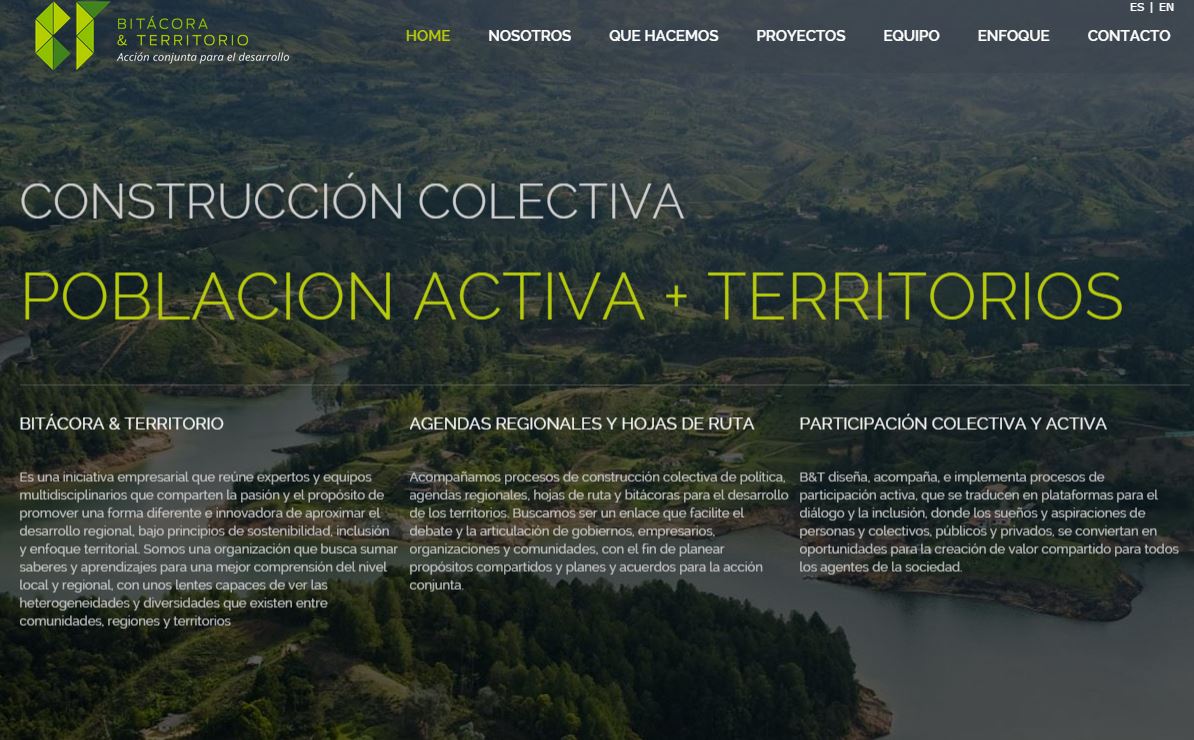 ES | EN
BITÁCORA
& TERRITORIO
Acción conjunta para el desarrollo
HOME NOSOTROS QUE HACEMOS PROYECTOS EQUIPO ENFOQUE CONTACTO
CONSTRUCCIÓN COLECTIVA
POBLACION ACTIVA + TERRITORIOS
BITÁCORA & TERRITORIO
Es una iniciativa empresarial que reúne expertos y equipos
multidisciplinarios que comparten la pasión y el propósito de
promover una forma diferente e innovadora de aproximar el
desarrollo regional, bajo principios de sostenibilidad, inclusión
y enfoque territorial. Somos una organización que busca sumar
saberes y aprendizajes para una mejor comprensión del nivel
local y regional, con unos lentes capaces de ver las
heterogeneidades y diversidades que existen entre
comunidades, regiones y territorios
AGENDAS REGIONALES Y HOJAS DE RUTA
Acompañamos procesos de construcción colectiva de política,
agendas regionales, hojas de ruta y bitácoras para el desarrollo
de los territorios. Buscamos ser un enlace que facilite el
debate y la articulación de gobiernos, empresarios,
organizaciones y comunidades, con el fin de planear
propósitos compartidos y planes y acuerdos para la acción
conjunta.
PARTICIPACIÓN COLECTIVA Y ACTIVA
B&T diseña, acompaña, e implementa procesos de
participación activa, que se traducen en plataformas para el
diálogo y la inclusión, donde los sueños y aspiraciones de
personas y colectivos, públicos y privados, se conviertan en
oportunidades para la creación de valor compartido para todos
los agentes de la sociedad.